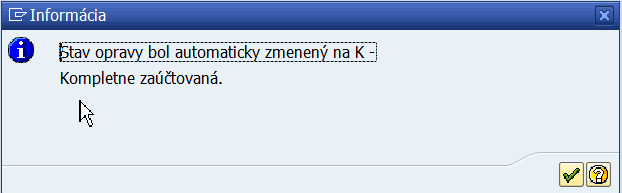 Informácia
Stav opravy bol automaticky zmenený na K -
Kompletne zaúčtovaná.